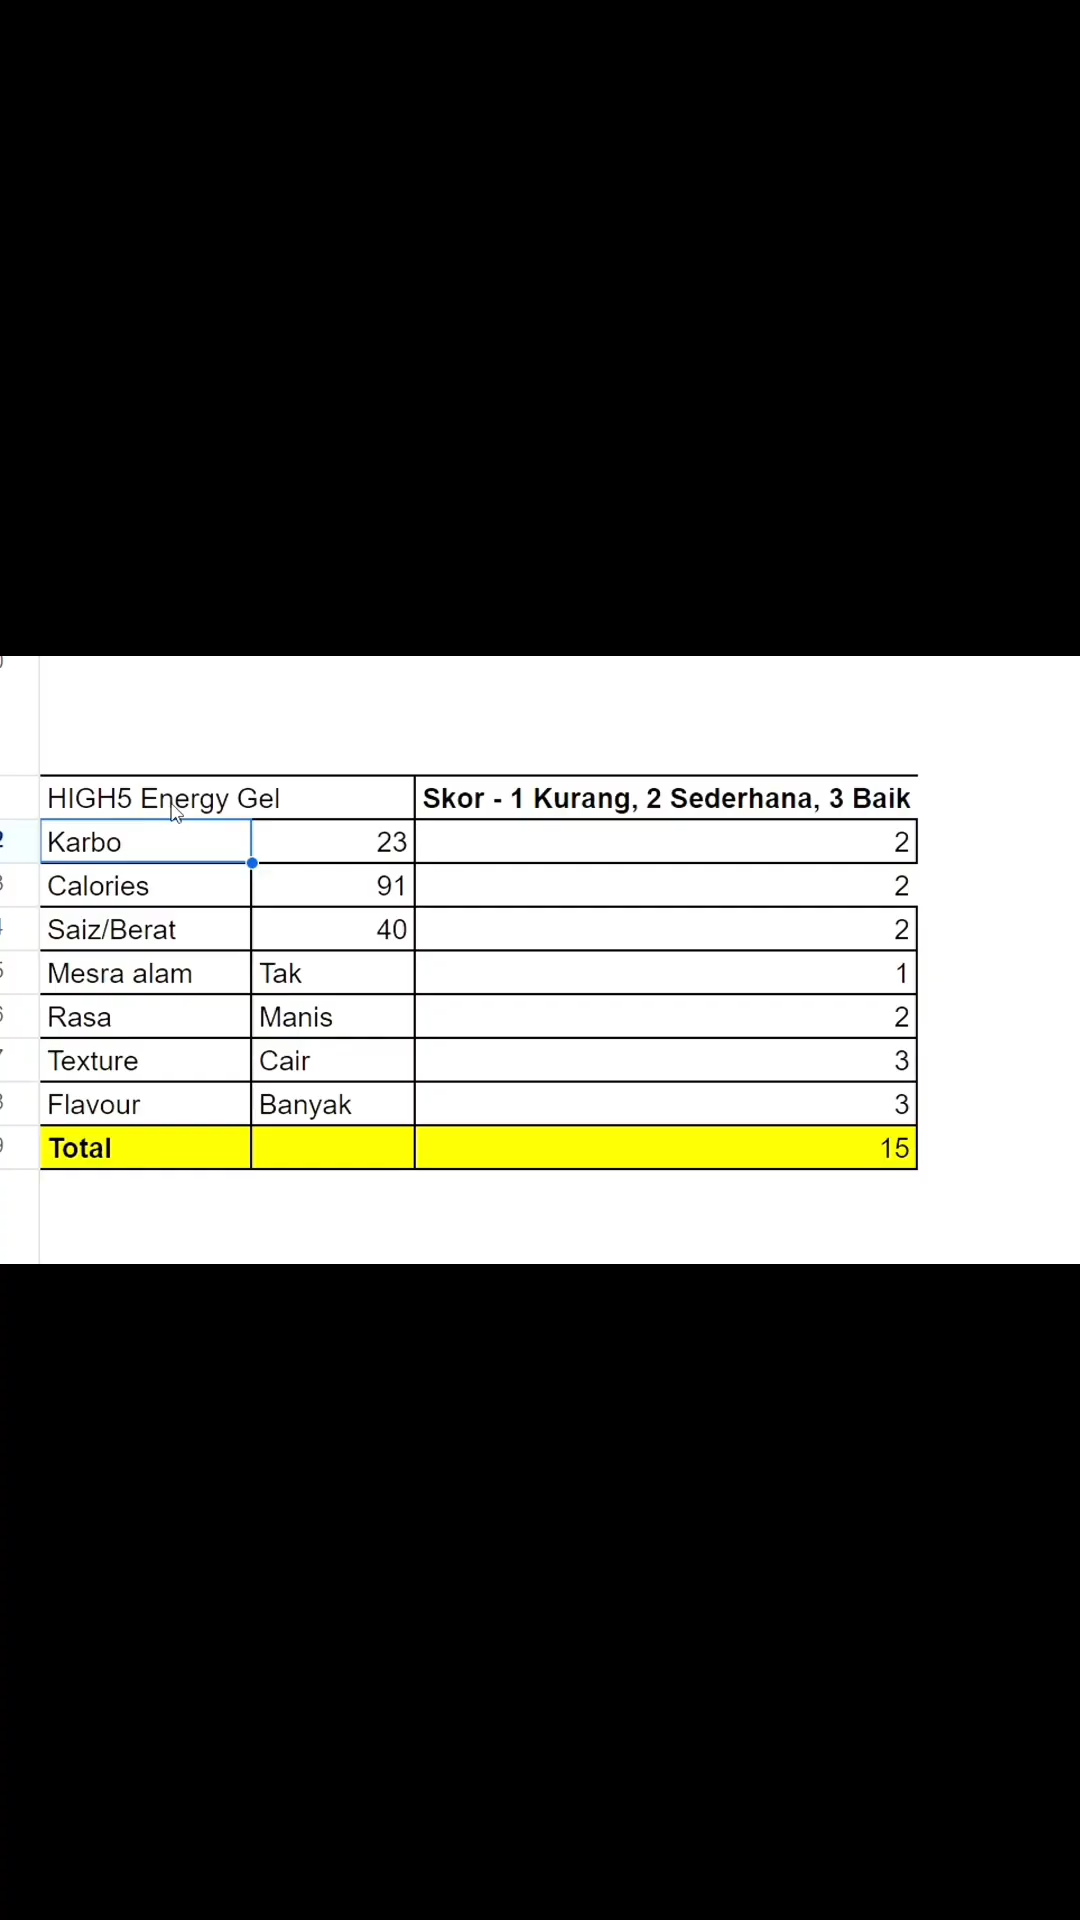 HIGH5 Energy Gel Skor - 1 Kurang, 2 Sederhana, 3 Baik
Karbo 23 2
Calories 91 2
Saiz/Berat 40 2
Mesra alam Tak 1
Rasa Manis 2
Texture Cair 3
Flavour Banyak 3
Total 15